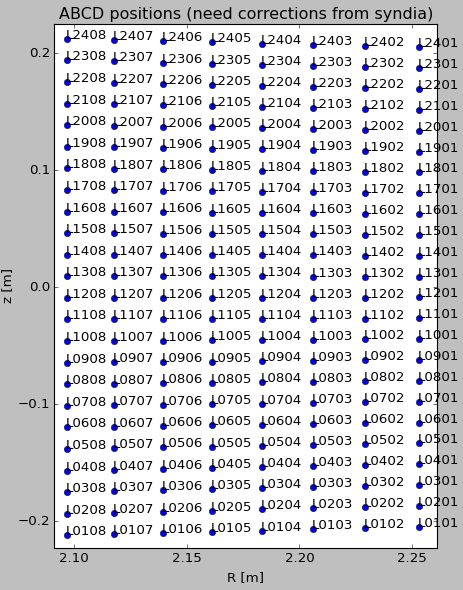 ABCD positions (need corrections from syndia)
L2408 L2407 L2406 L2405 L2404 L2403 L2402 L2401
0.2
L2308 L2307 L2306 L2305 L2304 L2303 L2302 L2301
L2208 L2207 L2206 L2205 L2204 L2203 L2202 L2201
L2108 L2107 L2106 L2105 L2104 L2103 L2102 L2101
L2008 L2007 L2006 L2005 L2004 L2003 L2002 L2001
L1908 L1907 L1906 L1905 L1904 L1903 L1902 L1901
L1808 L1807 L1806 L1805 L1804 L1803 L1802 L1801
0.1
L1708 L1707 L1706 L1705 L1704 L1703 L1702 L1701
L1608 L1607 L1606 L1605 L1604 L1603 L1602 L1601
L1508 L1507 L1506 L1505 L1504 L1503 L1502 L1501
L1408 L1407 L1406 L1405 L1404 L1403 L1402 L1401
L1308 L1307 L1306 L1305 L1304 L1303 L1302 L1301
0.0
L1208 L1207 L1206 L1205 L1204 L1203 L1202 L1201
L1108 L1107 L1106 L1105 L1104 L1103 L1102 L1101
L1008 L1007 L1006 L1005 L1004 L1003 L1002 L1001
L0908 L0907 L0906 L0905 L0904 L0903 L0902 L0901
L0808 L0807 L0806 L0805 L0804 L0803 L0802 L0801
−0.1
L0708 L0707 L0706 L0705 L0704 L0703 L0702 L0701
L0608 L0607 L0606 L0605 L0604 L0603 L0602 L0601
L0508 L0507 L0506 L0505 L0504 L0503 L0502 L0501
L0408 L0407 L0406 L0405 L0404 L0403 L0402 L0401
L0308 L0307 L0306 L0305 L0304 L0303 L0302 L0301
L0208 L0207 L0206 L0205 L0204 L0203 L0202 L0201
−0.2
L0108 L0107 L0106 L0105 L0104 L0103 L0102 L0101
z [m]
2.10 2.15 2.20 2.25
R [m]